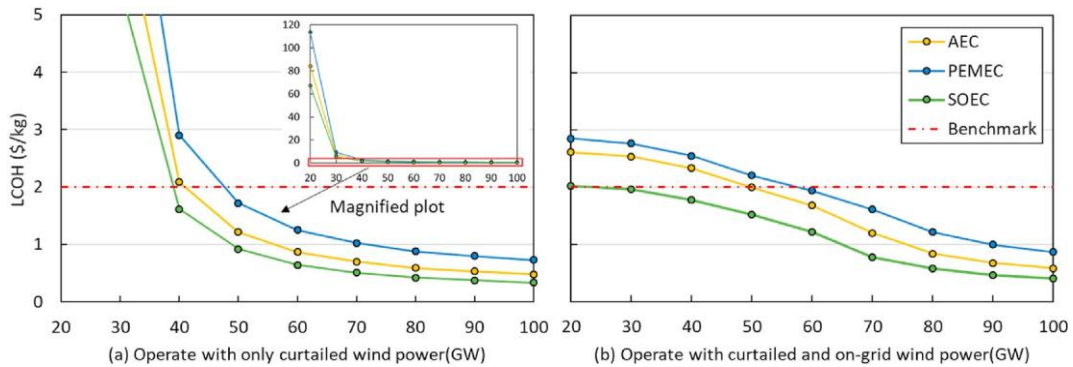 LCOH ($/kg)
5
4
3
2
1
0
20 30 40 50 60 70 80 90 100
120
100
80
60
40
20
0
20 30 40 50 60 70 80 90 100
Magnified plot
(a) Operate with only curtailed wind power(GW)
AEC
PEMEC
SOEC
Benchmark
20 30 40 50 60 70 80 90 100
(b) Operate with curtailed and on-grid wind power(GW)